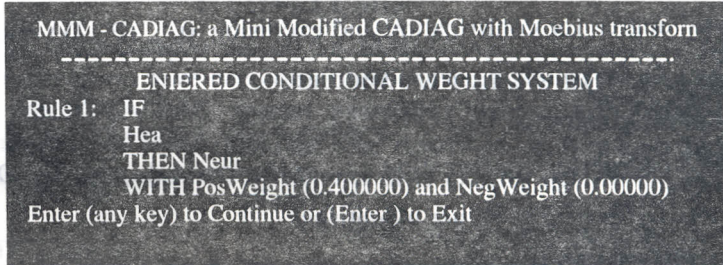 MMM - CADIAG: a Mini Modified CADIAG with Moebius transforn
ENIERED CONDITIONAL WEGHT SYSTEM
Rule 1: IF
Hea
THEN Neur
WITH PosWeight (0.400000) and NegWeight (0.00000)
Enter (any key) to Continue or (Enter ) to Exit